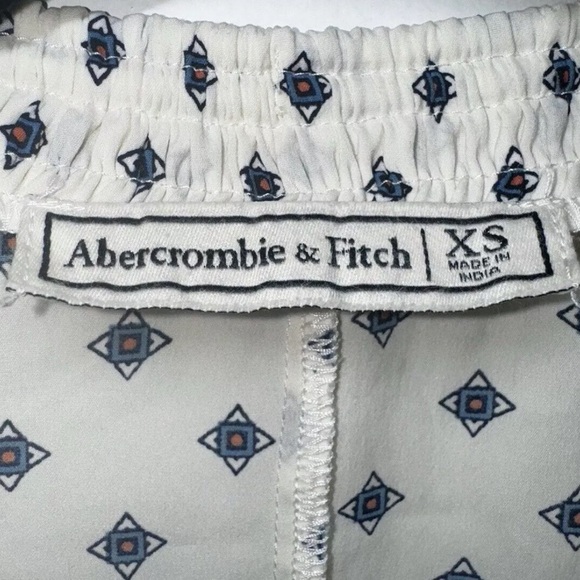 Abercrombie & Fitch
XS
MADE IN
INDIA